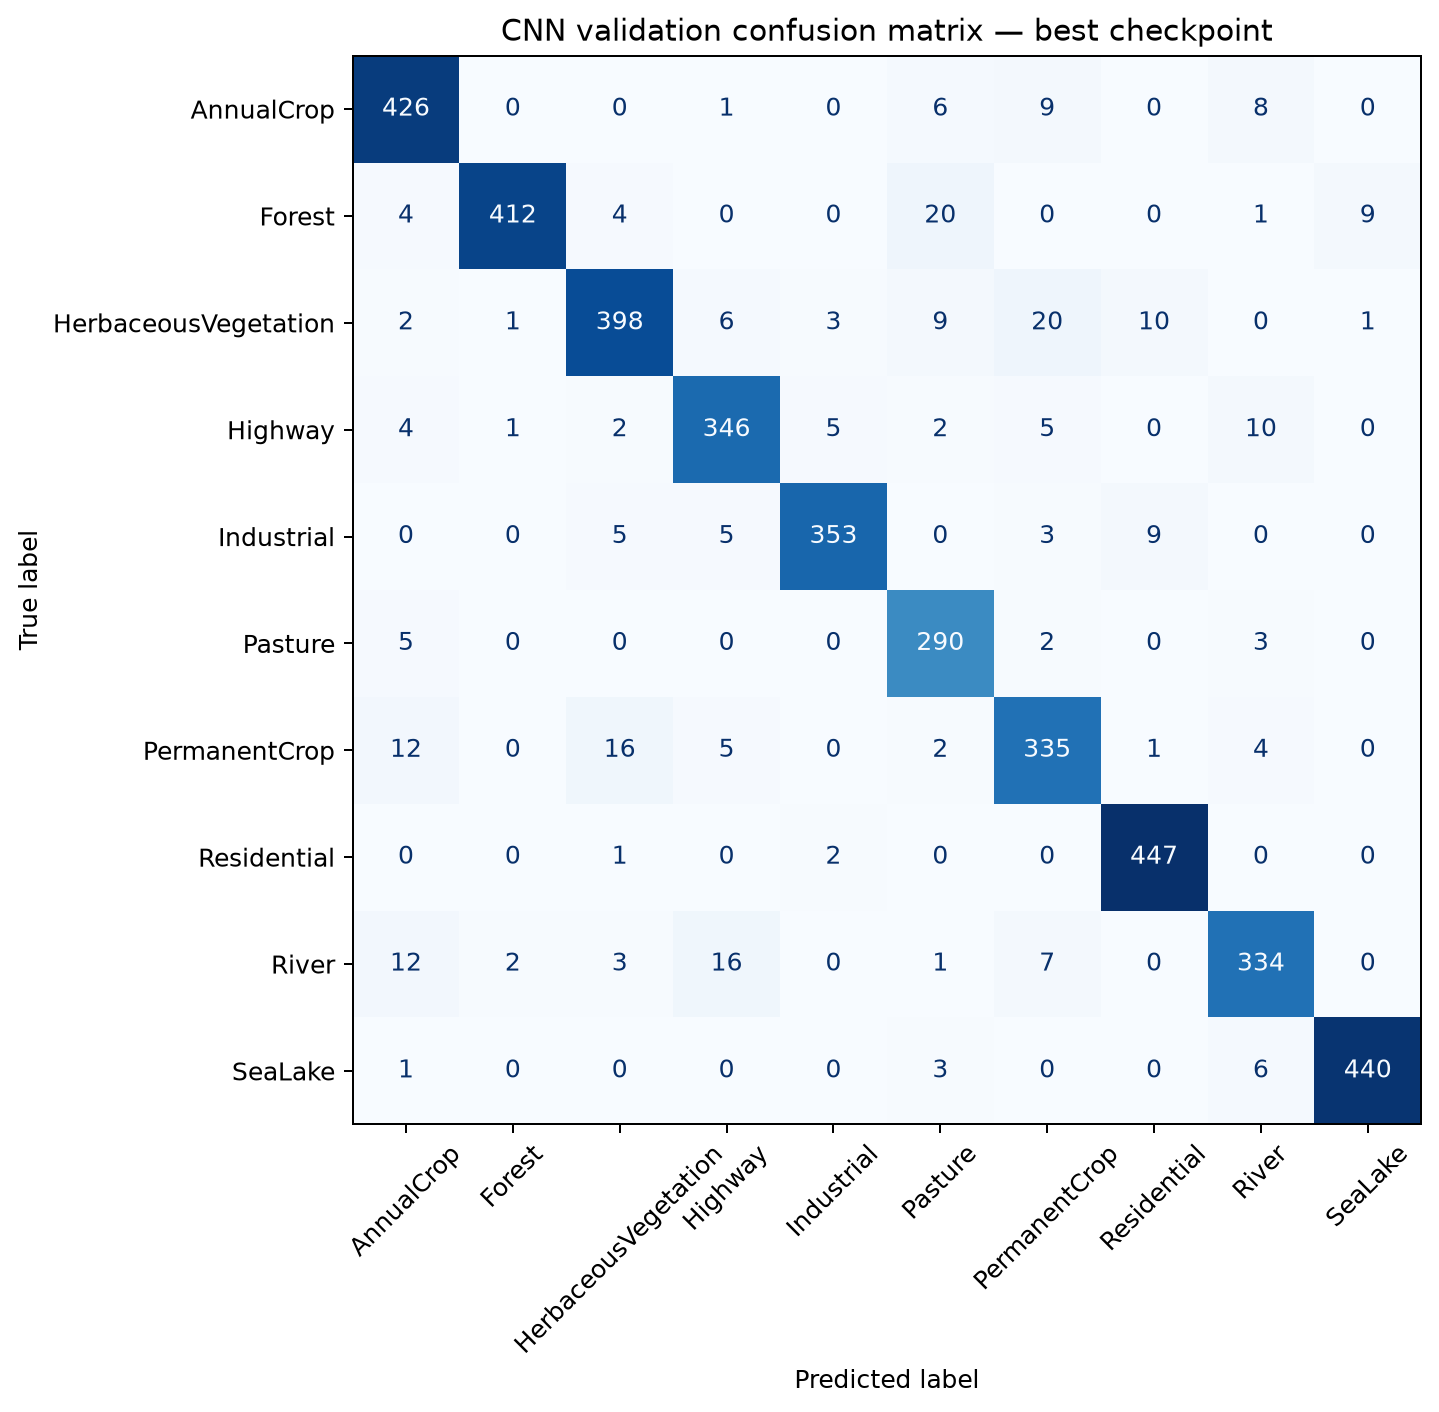 CNN validation confusion matrix — best checkpoint
True label
AnnualCrop 426 0 0 1 0 6 9 0 8 0
Forest 4 412 4 0 0 20 0 0 1 9
HerbaceousVegetation 2 1 398 6 3 9 20 10 0 1
Highway 4 1 2 346 5 2 5 0 10 0
Industrial 0 0 5 5 353 0 3 9 0 0
Pasture 5 0 0 0 0 290 2 0 3 0
PermanentCrop 12 0 16 5 0 2 335 1 4 0
Residential 0 0 1 0 2 0 0 447 0 0
River 12 2 3 16 0 1 7 0 334 0
SeaLake 1 0 0 0 0 3 0 0 6 440
AnnualCrop Forest HerbaceousVegetation Highway Industrial Pasture PermanentCrop Residential River SeaLake
Predicted label